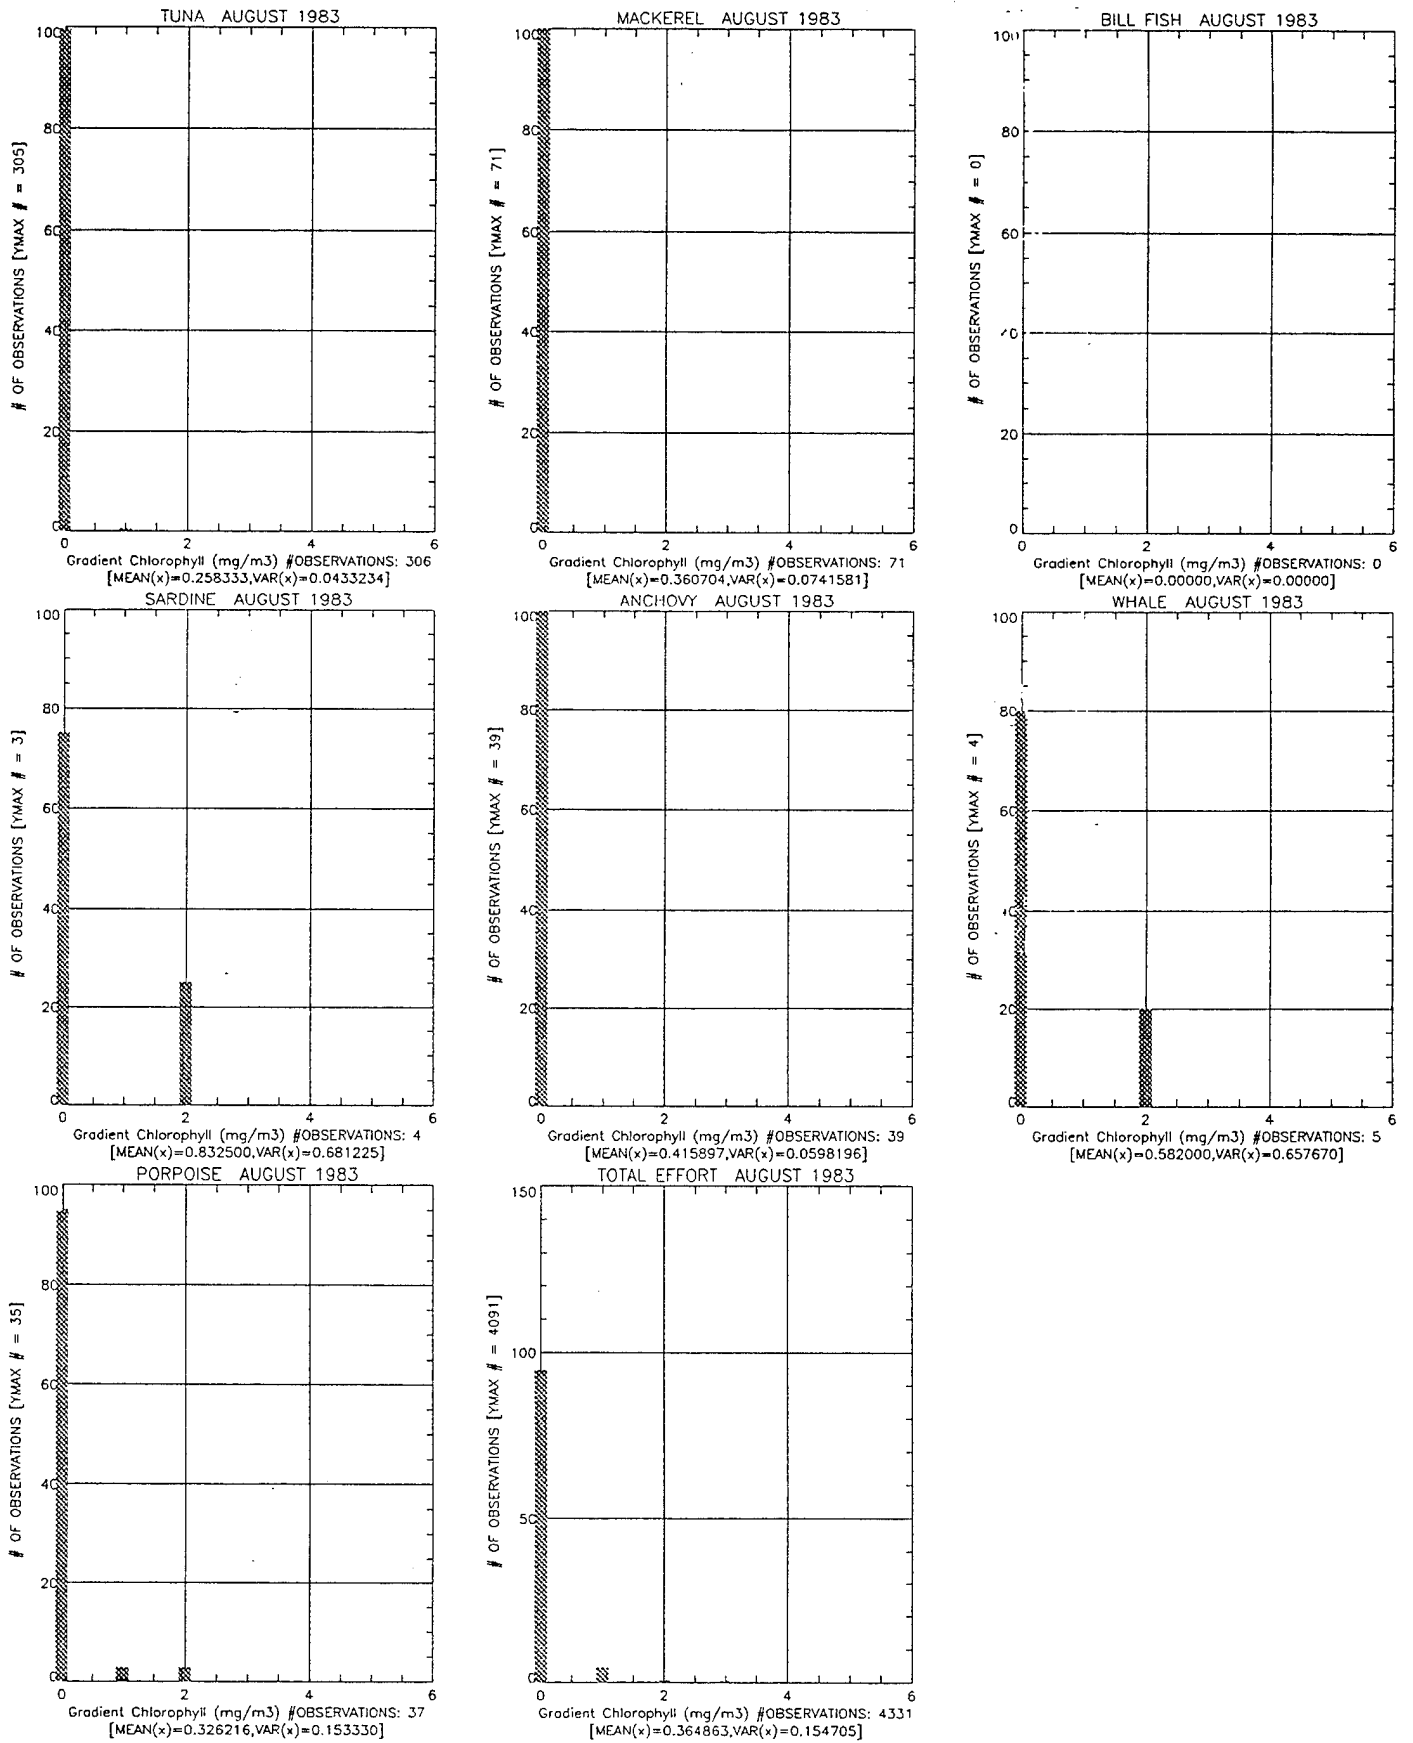 TUNA AUGUST 1983
100
80
60
40
20
0
# OF OBSERVATIONS [YMAX # = 305]
0 2 4 6
Gradient Chlorophyll (mg/m3) #OBSERVATIONS: 306
[MEAN(x)=0.258333,VAR(x)=0.0433234]
MACKEREL AUGUST 1983
100
80
60
40
20
0
# OF OBSERVATIONS [YMAX # = 71]
0 2 4 6
Gradient Chlorophyll (mg/m3) #OBSERVATIONS: 71
[MEAN(x)=0.360704,VAR(x)=0.0741581]
BILL FISH AUGUST 1983
100
80
60
40
20
0
# OF OBSERVATIONS [YMAX # = 0]
0 2 4 6
Gradient Chlorophyll (mg/m3) #OBSERVATIONS: 0
[MEAN(x)=0.00000,VAR(x)=0.00000]
SARDINE AUGUST 1983
100
80
60
40
20
0
# OF OBSERVATIONS [YMAX # = 3]
0 2 4 6
Gradient Chlorophyll (mg/m3) #OBSERVATIONS: 4
[MEAN(x)=0.832500,VAR(x)=0.681225]
ANCHOVY AUGUST 1983
100
80
60
40
20
0
# OF OBSERVATIONS [YMAX # = 39]
0 2 4 6
Gradient Chlorophyll (mg/m3) #OBSERVATIONS: 39
[MEAN(x)=0.415897,VAR(x)=0.0598196]
WHALE AUGUST 1983
100
80
60
40
20
0
# OF OBSERVATIONS [YMAX # = 4]
0 2 4 6
Gradient Chlorophyll (mg/m3) #OBSERVATIONS: 5
[MEAN(x)=0.582000,VAR(x)=0.657670]
PORPOISE AUGUST 1983
100
80
60
40
20
0
# OF OBSERVATIONS [YMAX # = 35]
0 2 4 6
Gradient Chlorophyll (mg/m3) #OBSERVATIONS: 37
[MEAN(x)=0.326216,VAR(x)=0.153330]
TOTAL EFFORT AUGUST 1983
150
100
50
0
# OF OBSERVATIONS [YMAX # = 4091]
0 2 4 6
Gradient Chlorophyll (mg/m3) #OBSERVATIONS: 4331
[MEAN(x)=0.364863,VAR(x)=0.154705]